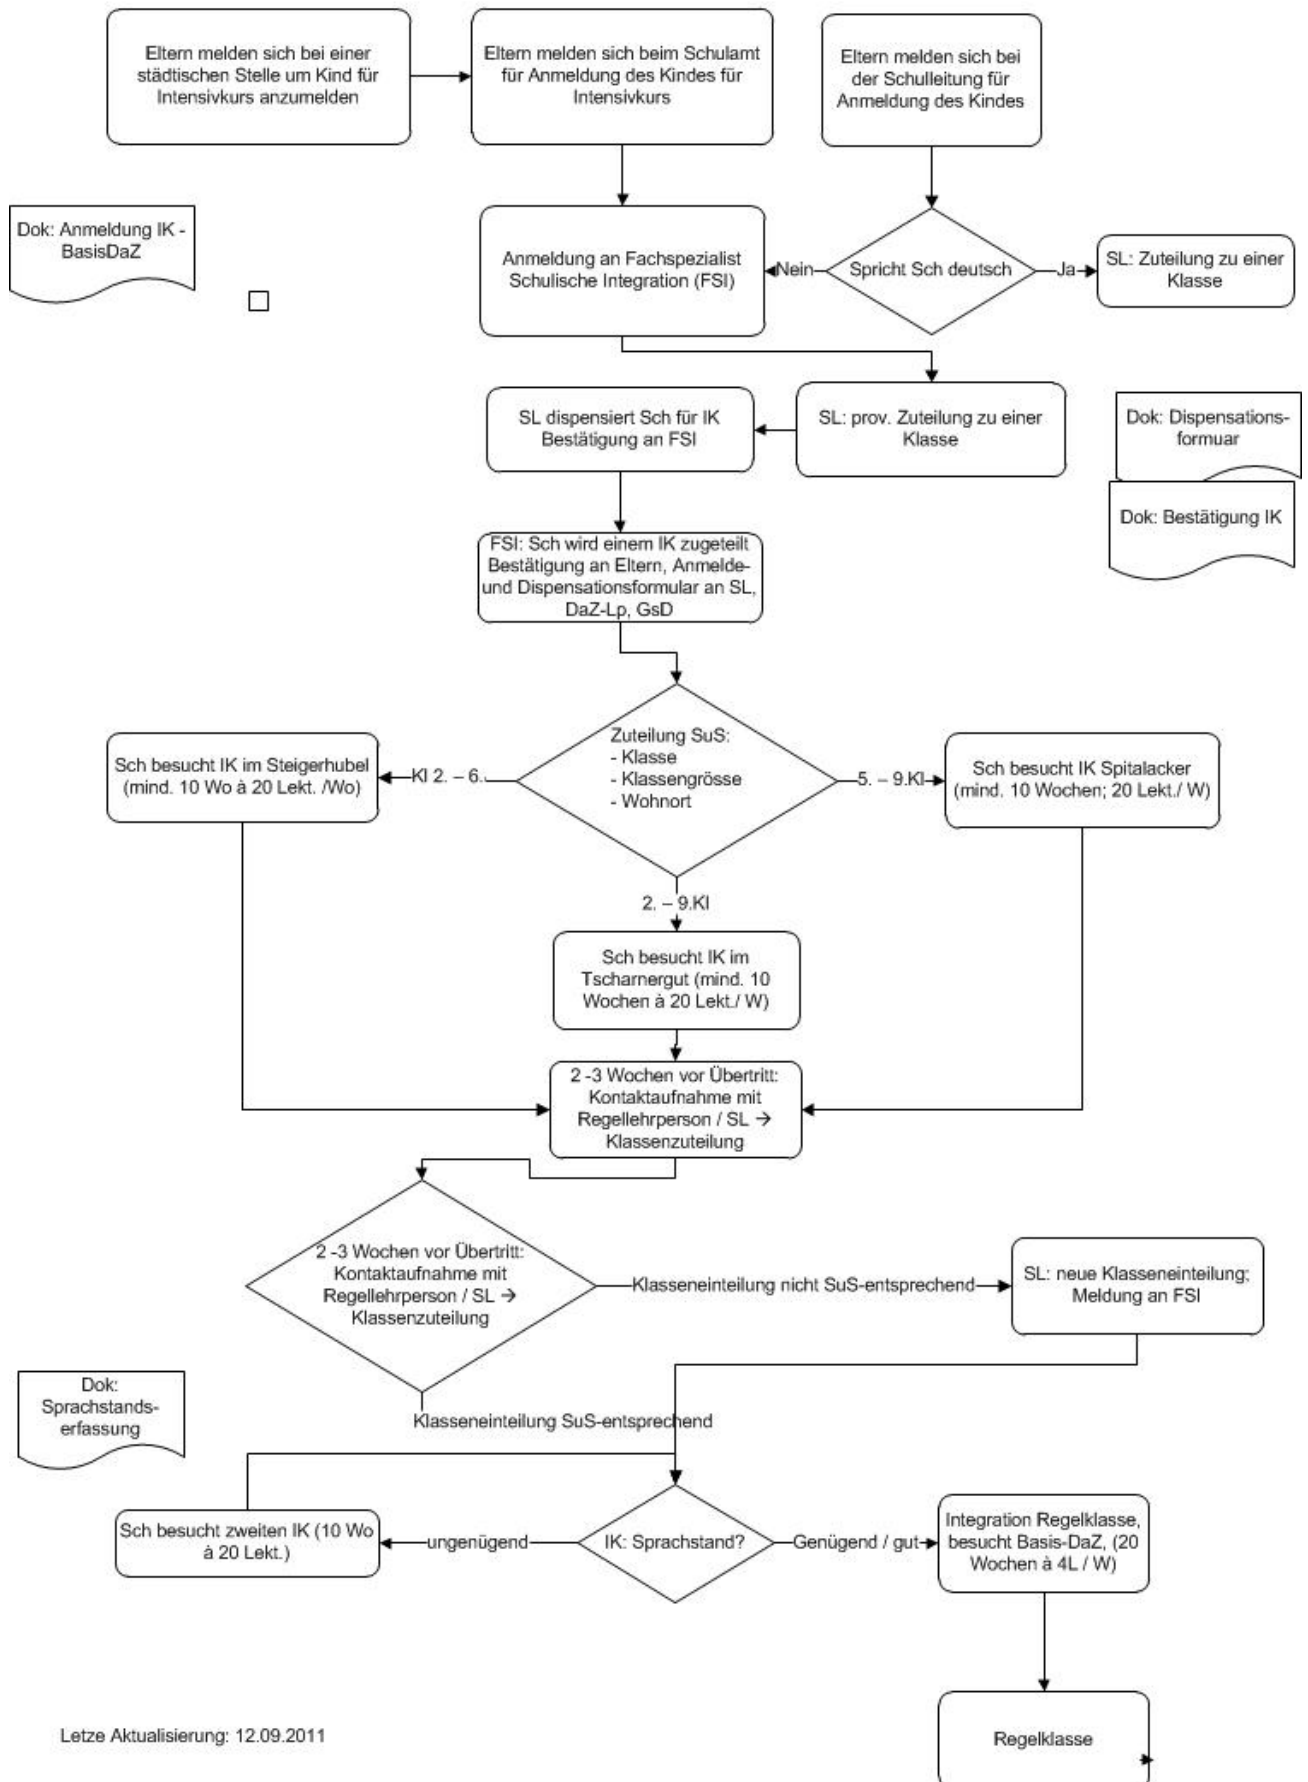 Eltern melden sich bei einer
städtischen Stelle um Kind für
Intensivkurs anzumelden
Eltern melden sich beim Schulamt
für Anmeldung des Kindes für
Intensivkurs
Eltern melden sich bei
der Schulleitung für
Anmeldung des Kindes
Dok: Anmeldung IK -
BasisDaZ
Anmeldung an Fachspezialist
Schulische Integration (FSI)
Nein
Spricht Sch deutsch
Ja
SL: Zuteilung zu einer
Klasse
SL dispensiert Sch für IK
Bestätigung an FSI
SL: prov. Zuteilung zu einer
Klasse
Dok: Dispensations-
formuar
Dok: Bestätigung IK
FSI: Sch wird einem IK zugeteilt
Bestätigung an Eltern, Anmelde-
und Dispensationsformular an SL,
DaZ-Lp, GsD
Zuteilung SuS:
- Klasse
- Klassengrösse
- Wohnort
Sch besucht IK im Steigerhubel
(mind. 10 Wo à 20 Lekt. /Wo)
Kl 2. – 6.
5. – 9.Kl
Sch besucht IK Spitalacker
(mind. 10 Wochen; 20 Lekt./ W)
2. – 9.Kl
Sch besucht IK im
Tscharnergut (mind. 10
Wochen à 20 Lekt./ W)
2 -3 Wochen vor Übertritt:
Kontaktaufnahme mit
Regellehrperson / SL →
Klassenzuteilung
2 -3 Wochen vor Übertritt:
Kontaktaufnahme mit
Regellehrperson / SL →
Klassenzuteilung
Klasseneinteilung nicht SuS-entsprechend
SL: neue Klasseneinteilung;
Meldung an FSI
Dok:
Sprachstands-
erfassung
Klasseneinteilung SuS-entsprechend
Sch besucht zweiten IK (10 Wo
à 20 Lekt.)
ungenügend
IK: Sprachstand?
Genügend / gut
Integration Regelklasse,
besucht Basis-DaZ, (20
Wochen à 4L / W)
Regelklasse
Letze Aktualisierung: 12.09.2011